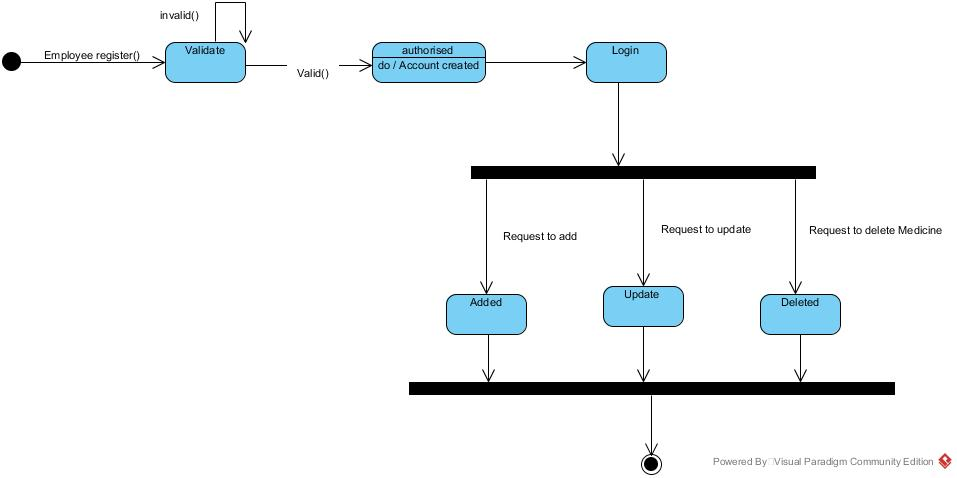 invalid()
Employee register()
Validate
Valid()
authorised
do / Account created
Login
Request to add
Request to update
Request to delete Medicine
Added
Update
Deleted
Powered By Visual Paradigm Community Edition